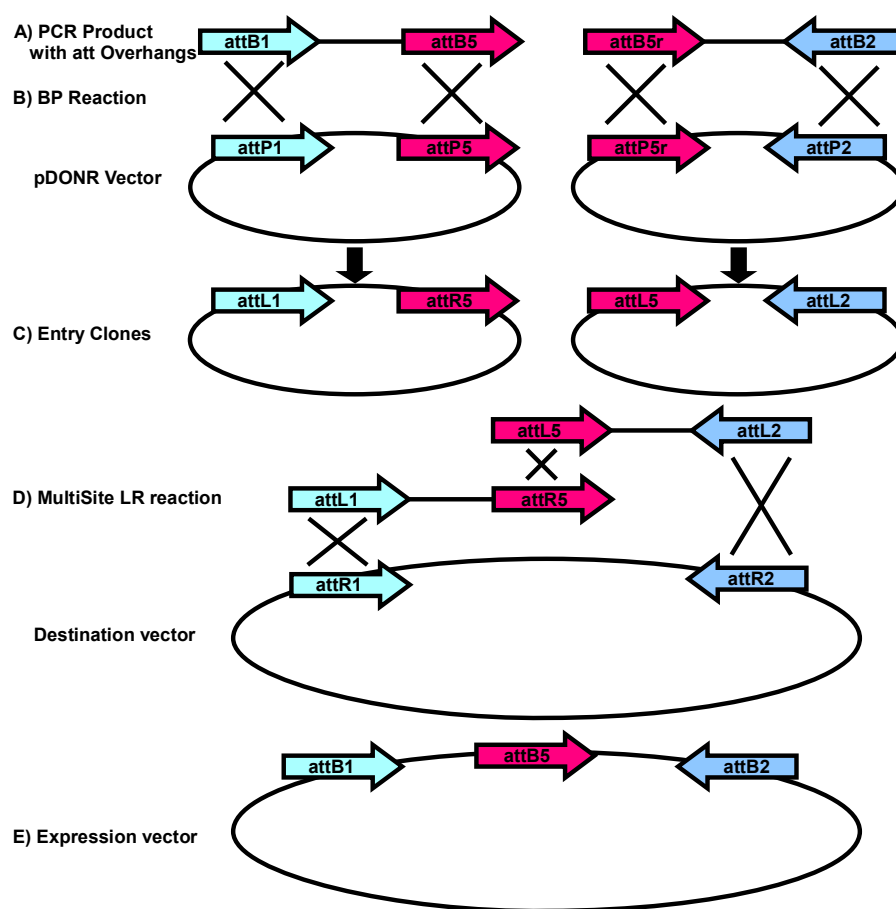 A) PCR Product
with att Overhangs
attB1
attB5
attB5r
attB2
B) BP Reaction
attP1
attP5
attP5r
attP2
pDONR Vector
attL1
attR5
attL5
attL2
C) Entry Clones
attL5
attL2
D) MultiSite LR reaction
attL1
attR5
attR1
attR2
Destination vector
attB1
attB5
attB2
E) Expression vector